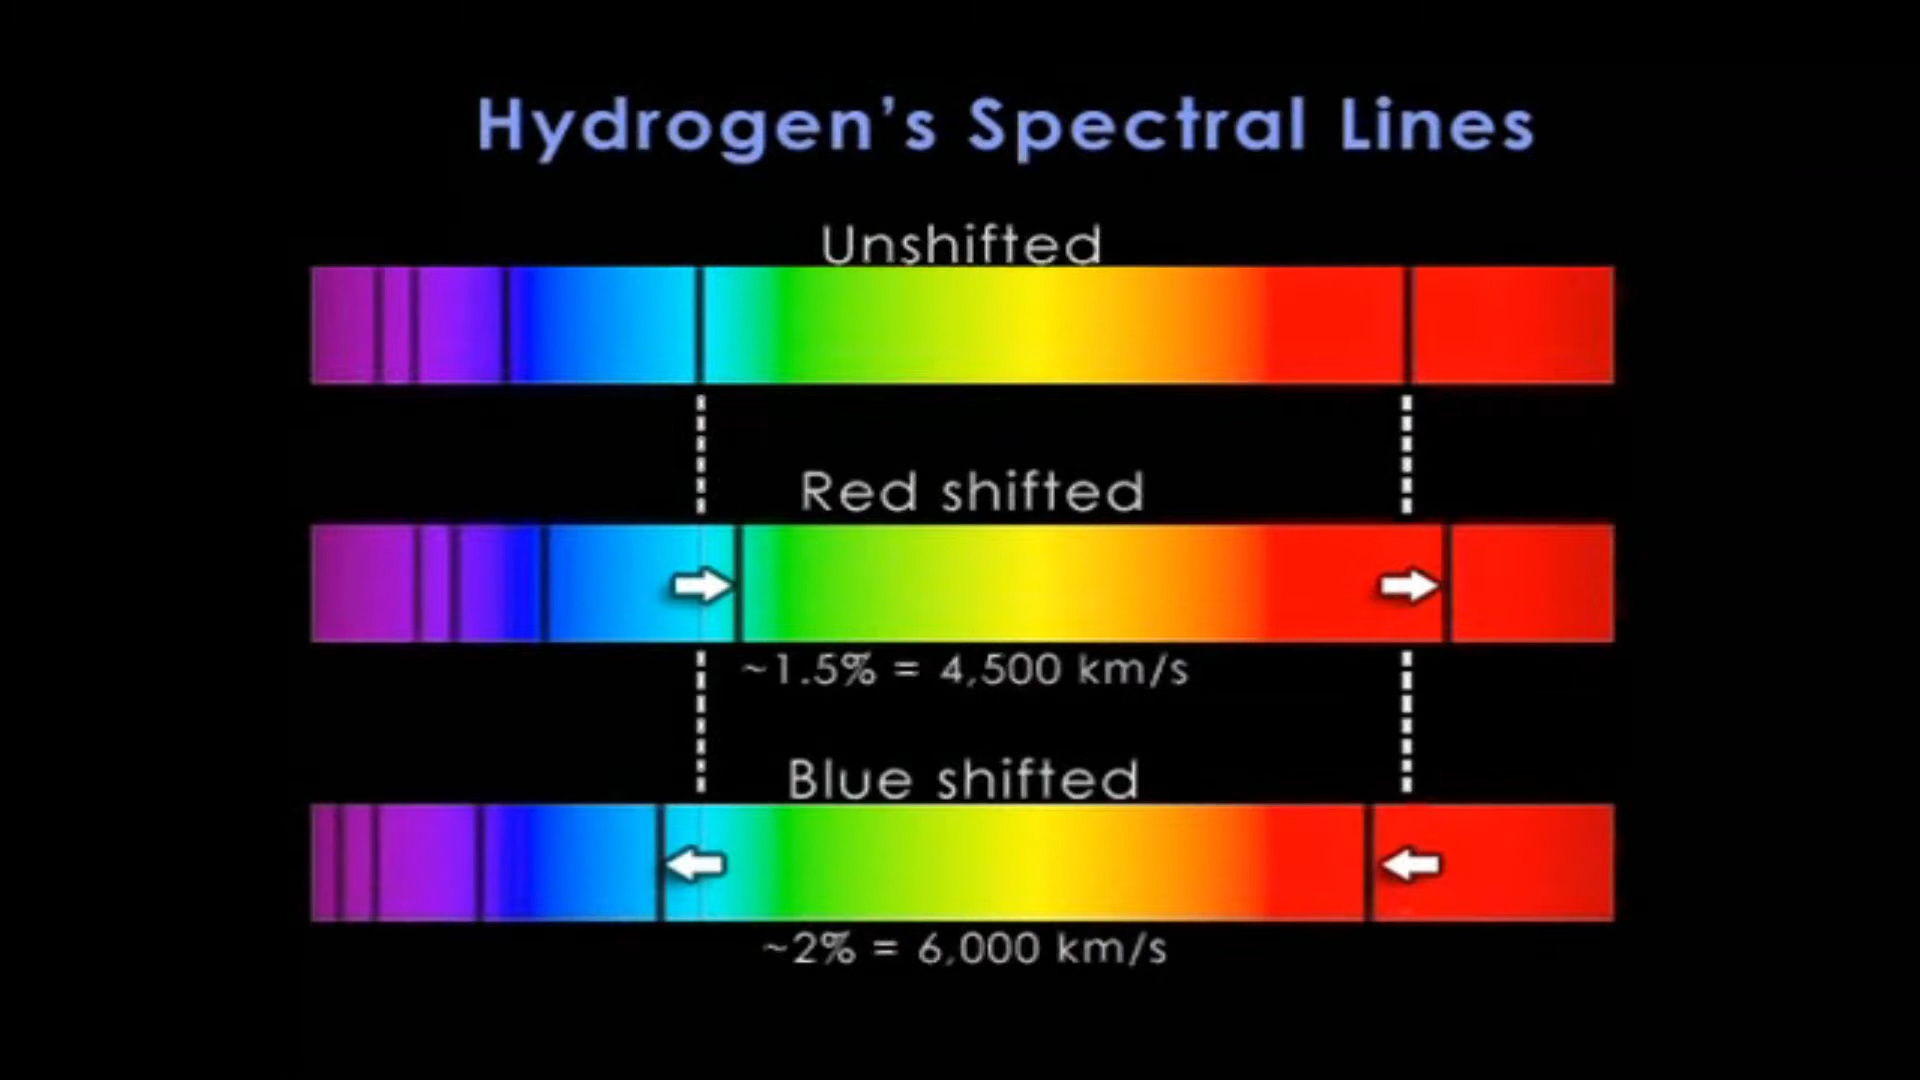 Hydrogen's Spectral Lines
Unshifted
Red shifted
~1.5% = 4,500 km/s
Blue shifted
~2% = 6,000 km/s